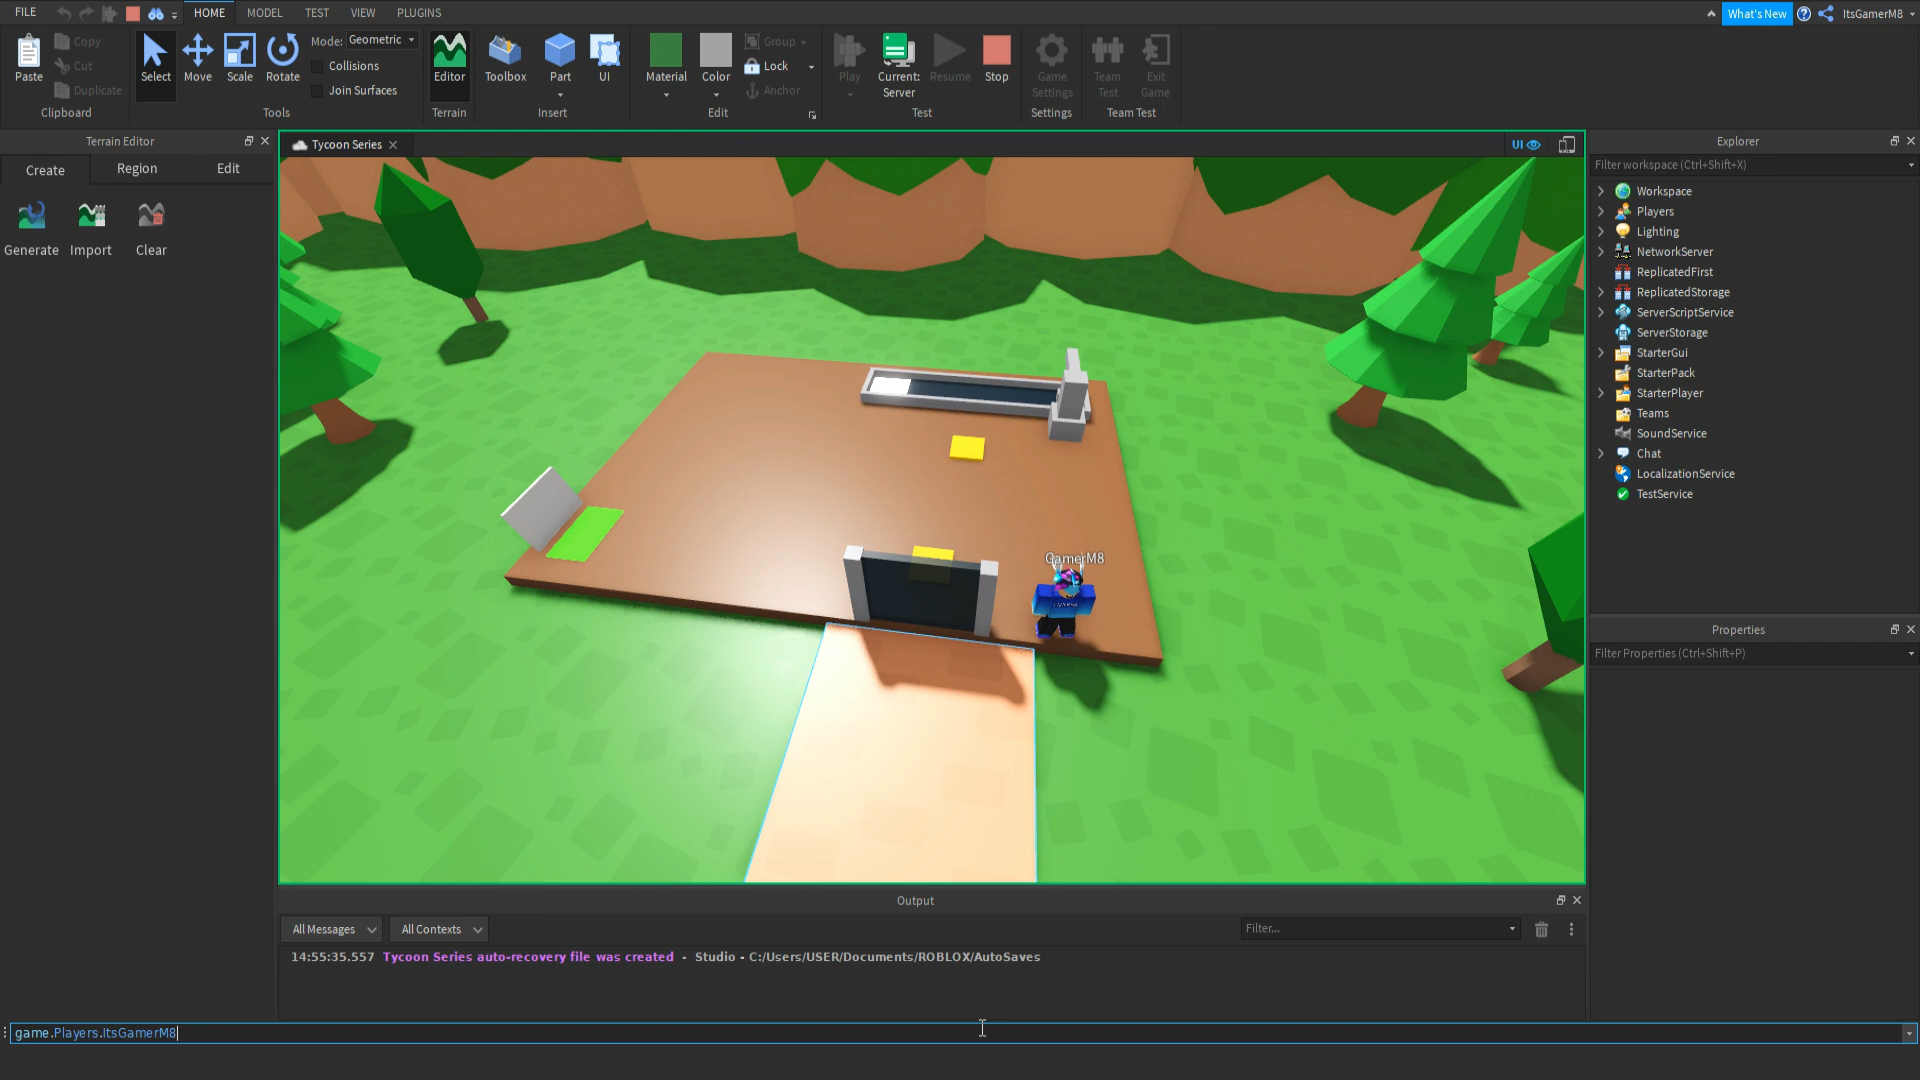 FILE
HOME
MODEL
TEST
VIEW
PLUGINS
What's New
ItsGamerM8
Paste
Copy
Cut
Duplicate
Clipboard
Select
Move
Scale
Rotate
Mode: Geometric
Collisions
Join Surfaces
Tools
Editor
Terrain
Toolbox
Part
UI
Insert
Material
Color
Group
Lock
Anchor
Edit
Play
Current:
Server
Resume
Stop
Test
Game
Settings
Settings
Team
Test
Exit
Game
Team Test
Terrain Editor
Create
Region
Edit
Generate
Import
Clear
Tycoon Series
UI
GamerM8
Explorer
Filter workspace (Ctrl+Shift+X)
Workspace
Players
Lighting
NetworkServer
ReplicatedFirst
ReplicatedStorage
ServerScriptService
ServerStorage
StarterGui
StarterPack
StarterPlayer
Teams
SoundService
Chat
LocalizationService
TestService
Properties
Filter Properties (Ctrl+Shift+P)
Output
All Messages
All Contexts
Filter...
14:55:35.557 Tycoon Series auto-recovery file was created - Studio - C:/Users/USER/Documents/ROBLOX/AutoSaves
game.Players.ItsGamerM8